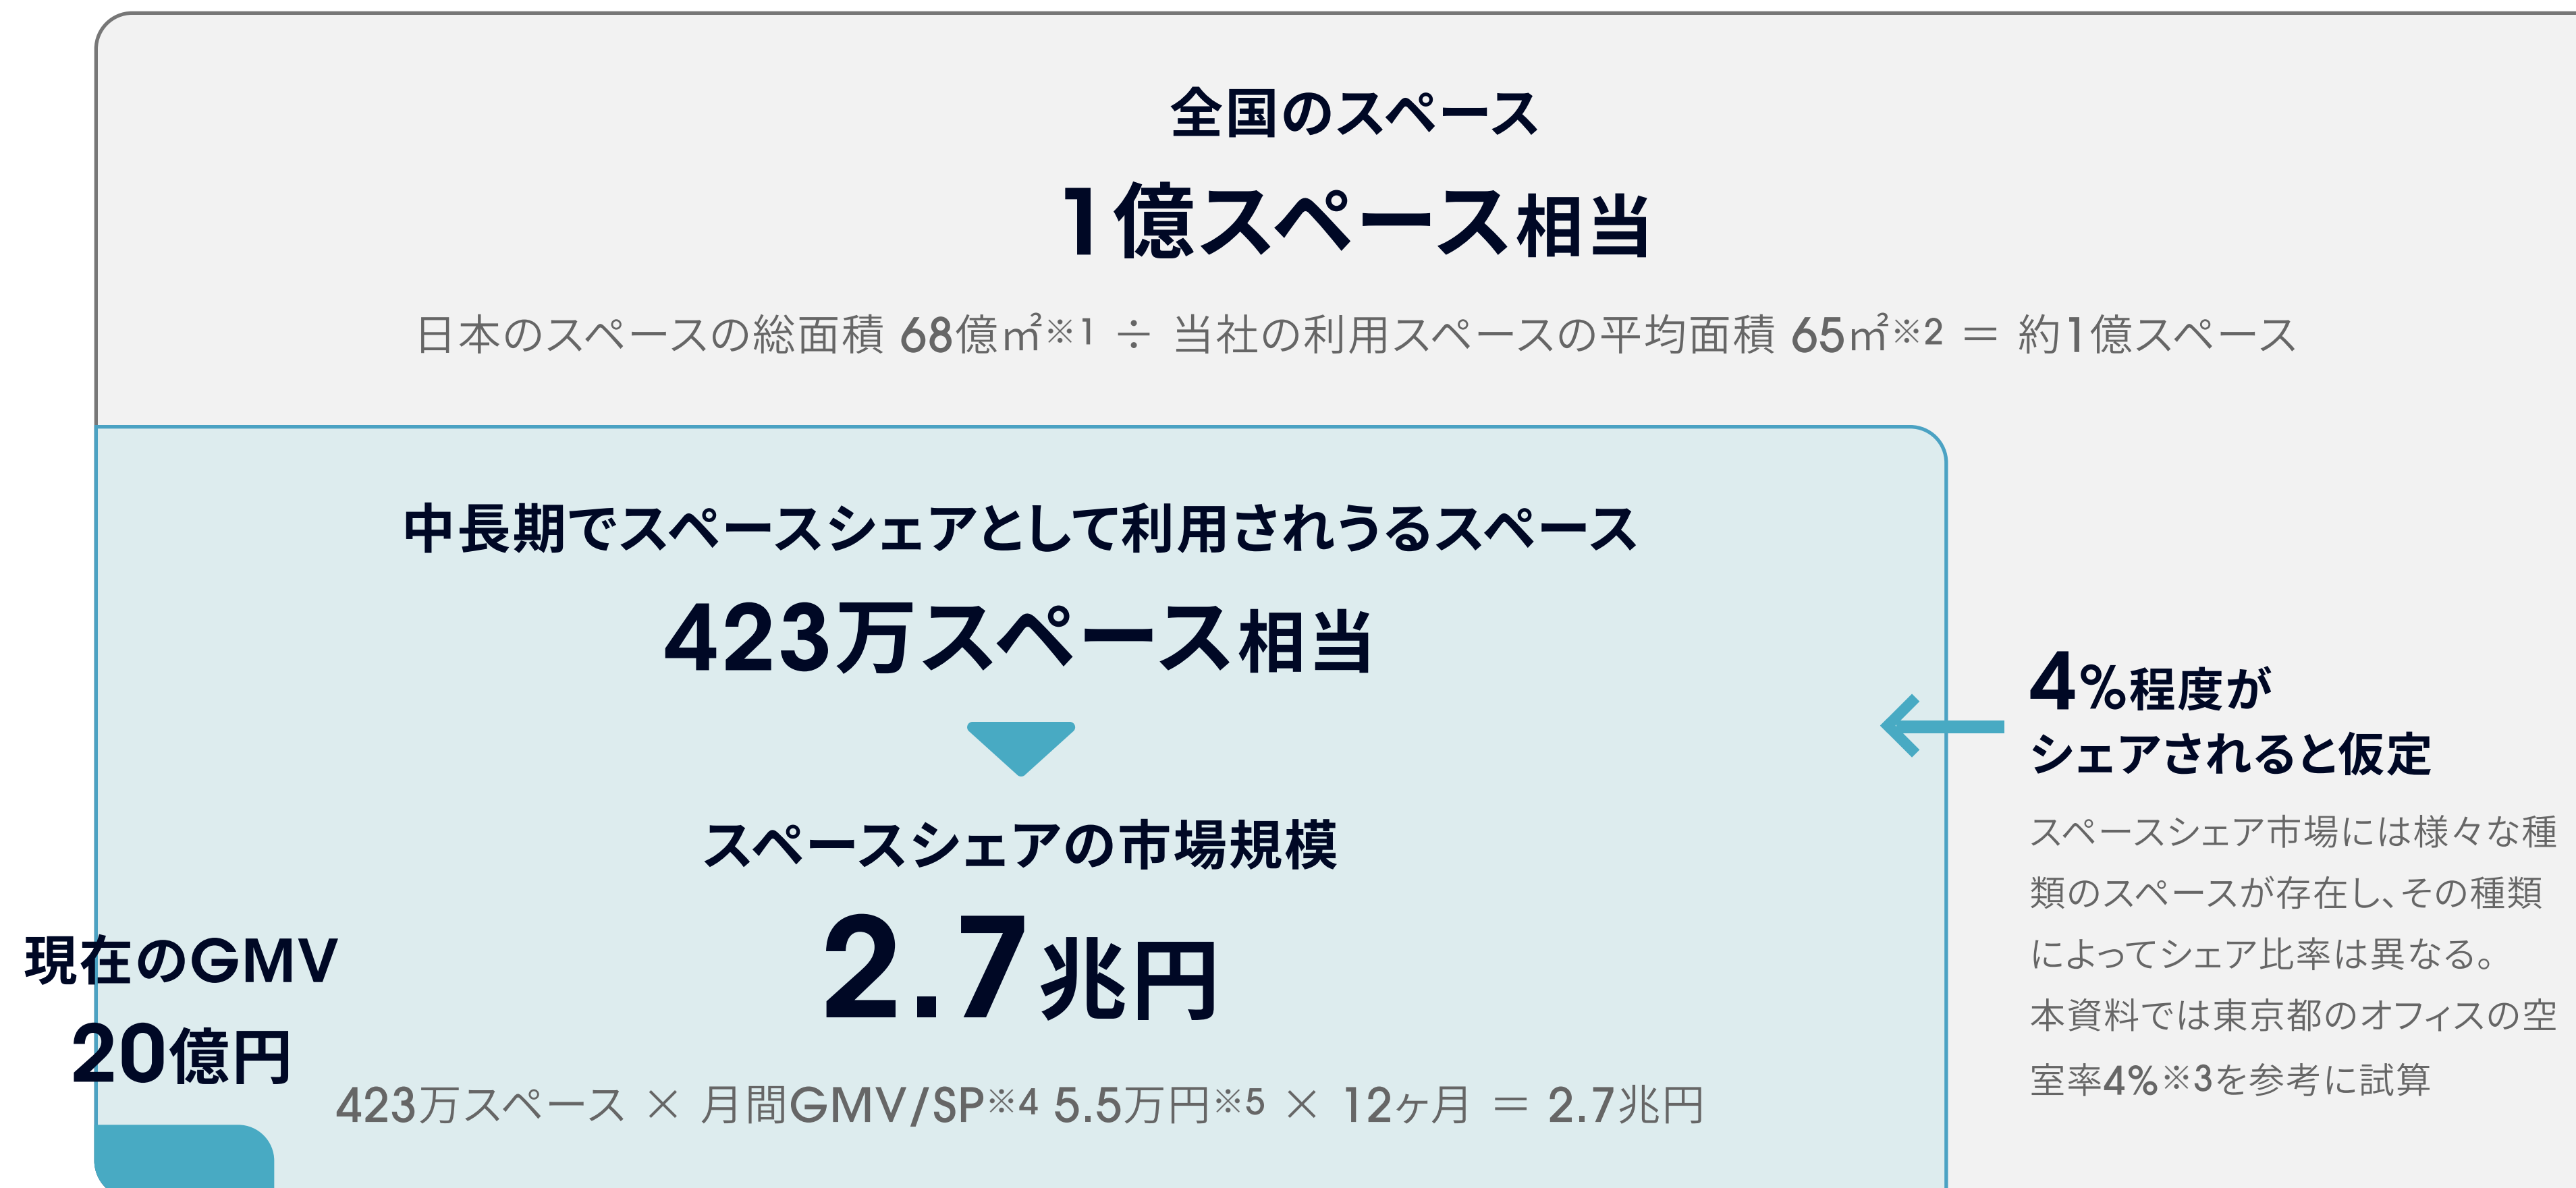 全国のスペース
1億スペース相当
日本のスペースの総面積 68億㎡※1 ÷ 当社の利用スペースの平均面積 65㎡※2 ＝ 約1億スペース
中長期でスペースシェアとして利用されうるスペース
423万スペース相当
スペースシェアの市場規模
2.7兆円
423万スペース × 月間GMV/SP※4 5.5万円※5 × 12ヶ月 ＝ 2.7兆円
現在のGMV
20億円
4%程度が
シェアされると仮定
スペースシェア市場には様々な種
類のスペースが存在し、その種類
によってシェア比率は異なる。
本資料では東京都のオフィスの空
室率4%※3を参考に試算